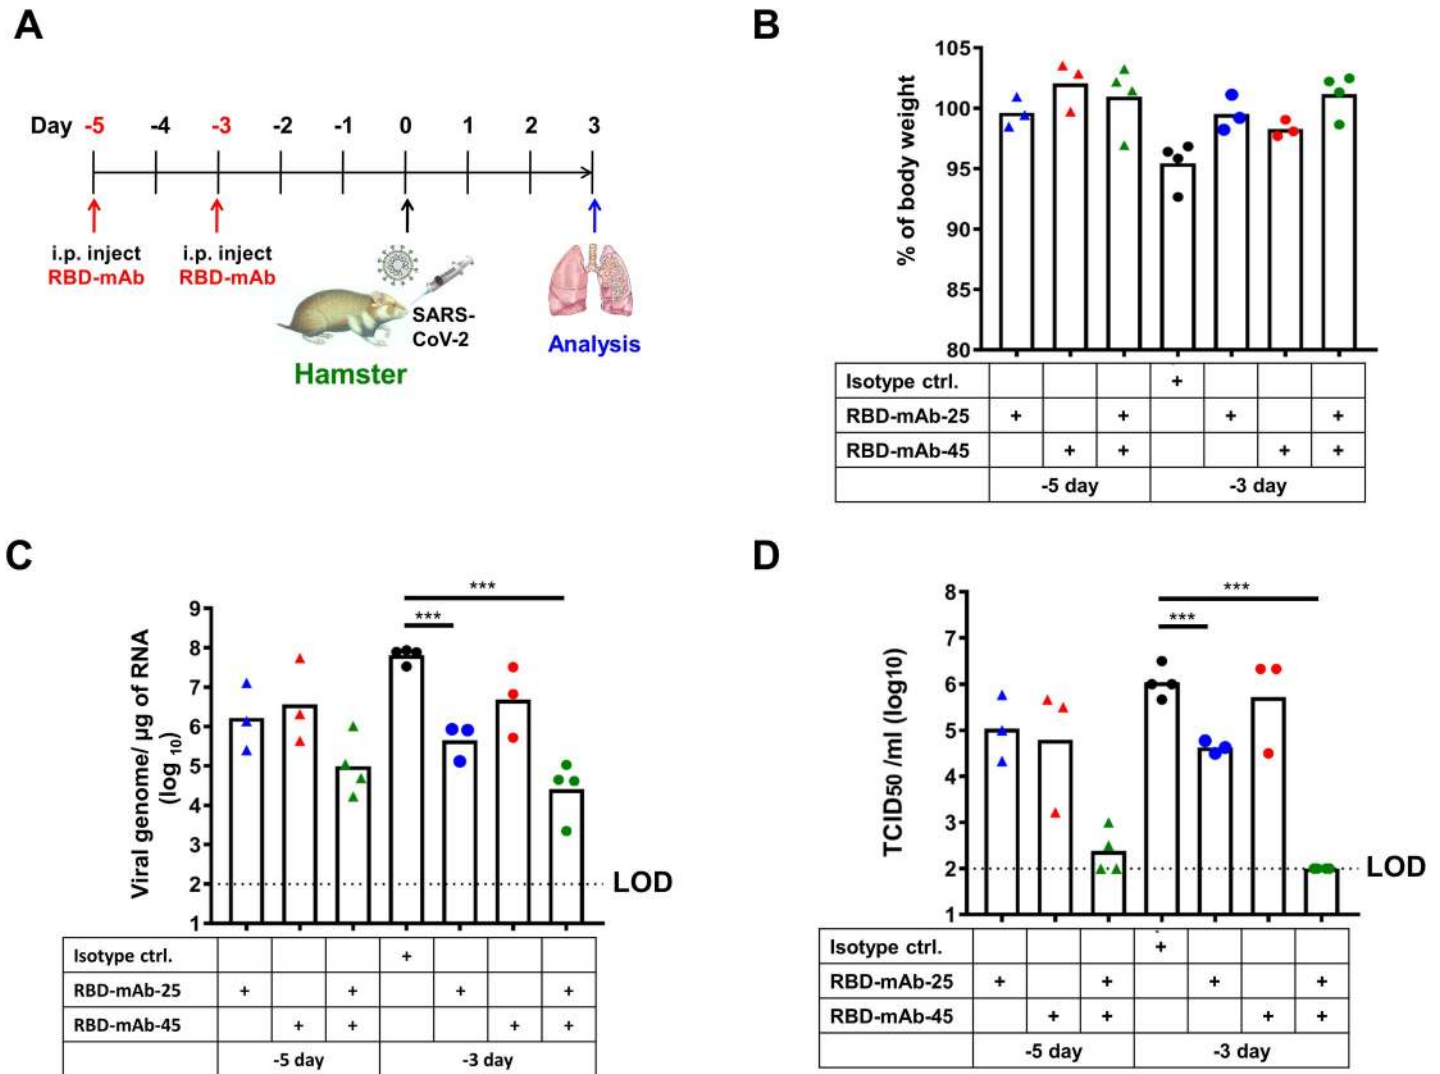 A
Day -5 -4 -3 -2 -1 0 1 2 3
i.p. inject
RBD-mAb
i.p. inject
RBD-mAb
SARS-
CoV-2
Hamster
Analysis
B
% of body weight
105
100
95
90
85
80
Isotype ctrl. +
RBD-mAb-25 + + + +
RBD-mAb-45 + + + +
-5 day -3 day
C
Viral genome/ µg of RNA
(log 10)
9
8
7
6
5
4
3
2
1
***
***
LOD
Isotype ctrl. +
RBD-mAb-25 + + + +
RBD-mAb-45 + + + +
-5 day -3 day
D
TCID50 /ml (log10)
8
7
6
5
4
3
2
1
***
***
LOD
Isotype ctrl. +
RBD-mAb-25 + + + +
RBD-mAb-45 + + + +
-5 day -3 day